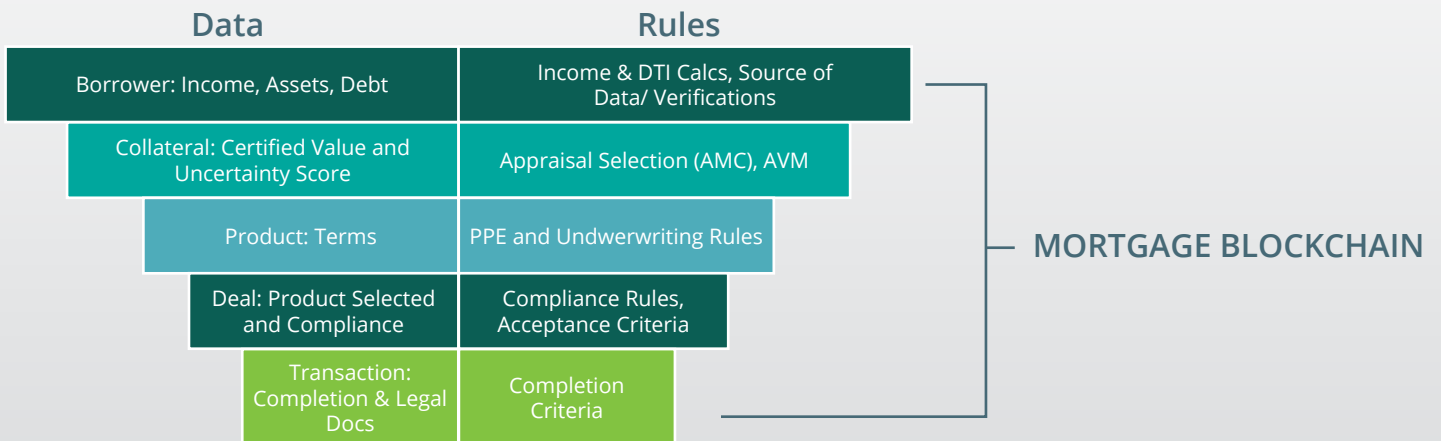 Data
Rules
Borrower: Income, Assets, Debt
Income & DTI Calcs, Source of
Data/ Verifications
Collateral: Certified Value and
Uncertainty Score
Appraisal Selection (AMC), AVM
Product: Terms
PPE and Undwerwriting Rules
Deal: Product Selected
and Compliance
Compliance Rules,
Acceptance Criteria
Transaction:
Completion & Legal
Docs
Completion
Criteria
MORTGAGE BLOCKCHAIN